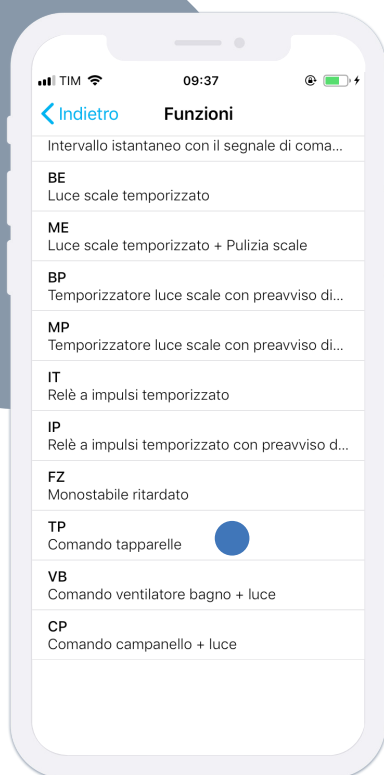 TIM 09:37
Indietro Funzioni
Intervallo istantaneo con il segnale di coma...
BE
Luce scale temporizzato
ME
Luce scale temporizzato + Pulizia scale
BP
Temporizzatore luce scale con preavviso di...
MP
Temporizzatore luce scale con preavviso di...
IT
Relè a impulsi temporizzato
IP
Relè a impulsi temporizzato con preavviso d...
FZ
Monostabile ritardato
TP
Comando tapparelle
VB
Comando ventilatore bagno + luce
CP
Comando campanello + luce